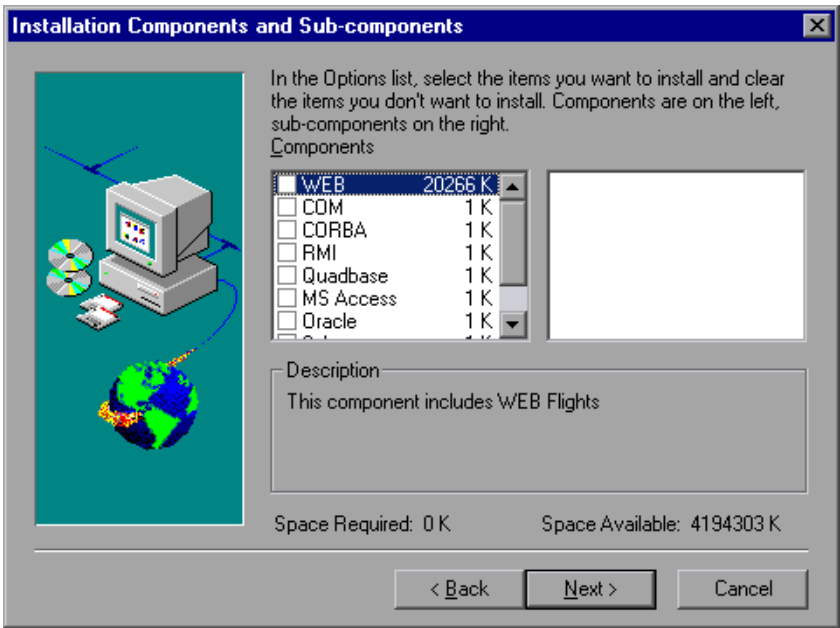 Installation Components and Sub-components
In the Options list, select the items you want to install and clear
the items you don't want to install. Components are on the left,
sub-components on the right.
Components
WEB 20266 K
COM 1 K
CORBA 1 K
RMI 1 K
Quadbase 1 K
MS Access 1 K
Oracle 1 K
Description
This component includes WEB Flights
Space Required: 0 K Space Available: 4194303 K
< Back Next > Cancel